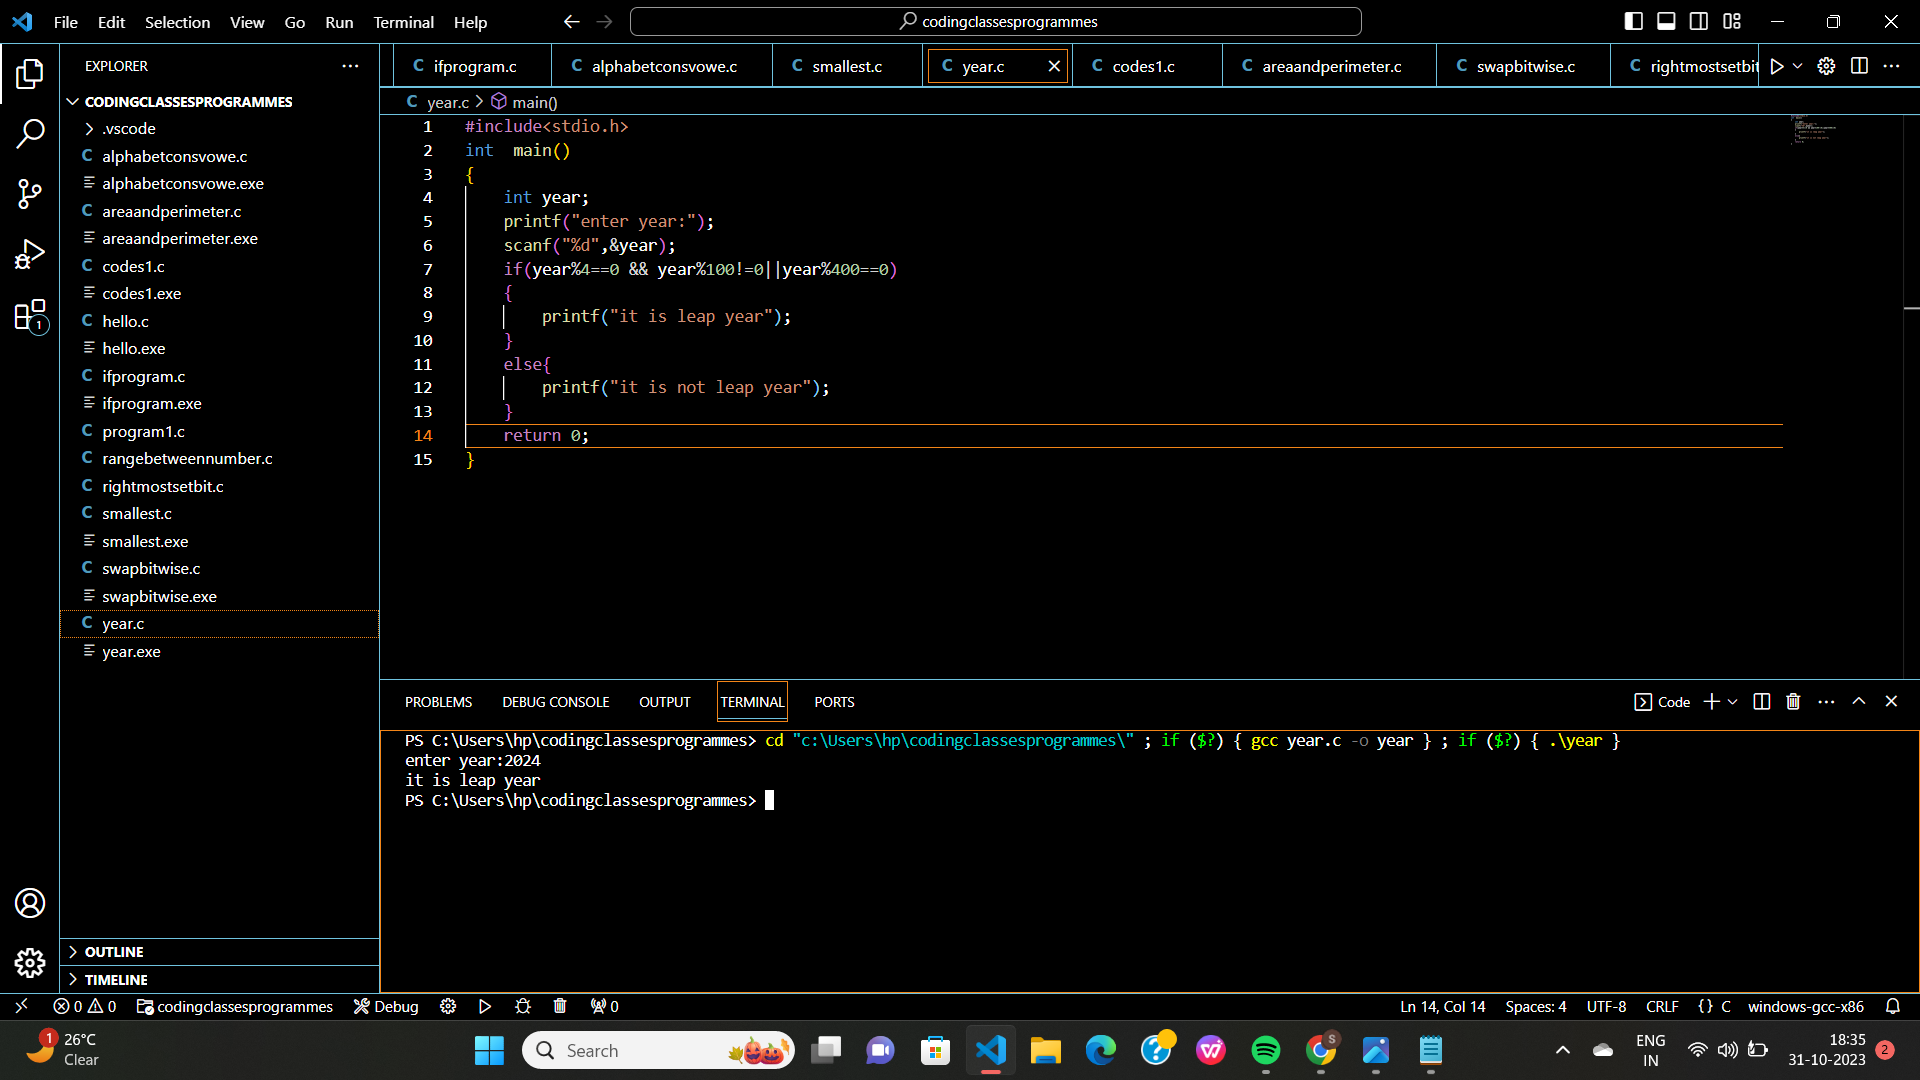 File Edit Selection View Go Run Terminal Help
codingclassesprogrammes
EXPLORER
CODINGCLASSESPROGRAMMES
.vscode
alphabetconsvowe.c
alphabetconsvowe.exe
areaandperimeter.c
areaandperimeter.exe
codes1.c
codes1.exe
hello.c
hello.exe
ifprogram.c
ifprogram.exe
program1.c
rangebetweennumber.c
rightmostsetbit.c
smallest.c
smallest.exe
swapbitwise.c
swapbitwise.exe
year.c
year.exe
OUTLINE
TIMELINE
1
C ifprogram.c C alphabetconsvowe.c C smallest.c C year.c C codes1.c C areaandperimeter.c C swapbitwise.c C rightmostsetbit
C year.c > main()
1 #include<stdio.h>
2 int  main()
3 {
4     int year;
5     printf("enter year:");
6     scanf("%d",&year);
7     if(year%4==0 && year%100!=0||year%400==0)
8     {
9         printf("it is leap year");
10     }
11     else{
12         printf("it is not leap year");
13     }
14     return 0;
15 }
PROBLEMS DEBUG CONSOLE OUTPUT TERMINAL PORTS
Code
PS C:\Users\hp\codingclassesprogrammes> cd "c:\Users\hp\codingclassesprogrammes\" ; if ($?) { gcc year.c -o year } ; if ($?) { .\year }
enter year:2024
it is leap year
PS C:\Users\hp\codingclassesprogrammes>
0 0 codingclassesprogrammes Debug 0
Ln 14, Col 14 Spaces: 4 UTF-8 CRLF {} C windows-gcc-x86
1 26°C
Clear
Search
S
ENG
IN
18:35
31-10-2023
2